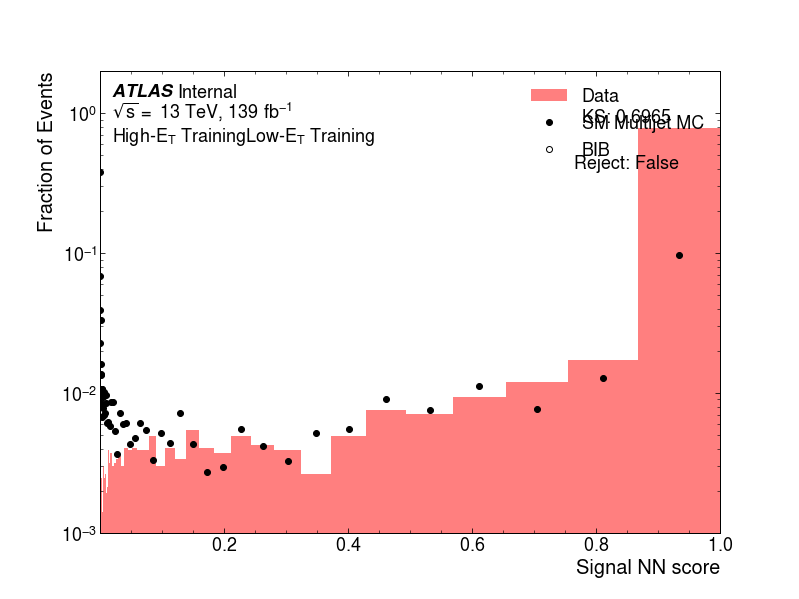 ATLAS Internal
√s = 13 TeV, 139 fb⁻¹
High-E_T TrainingLow-E_T Training
Data
KS: 0.6965
SM Multijet MC
BIB
Reject: False
Fraction of Events
10⁰
10⁻¹
10⁻²
10⁻³
0.2 0.4 0.6 0.8 1.0
Signal NN score